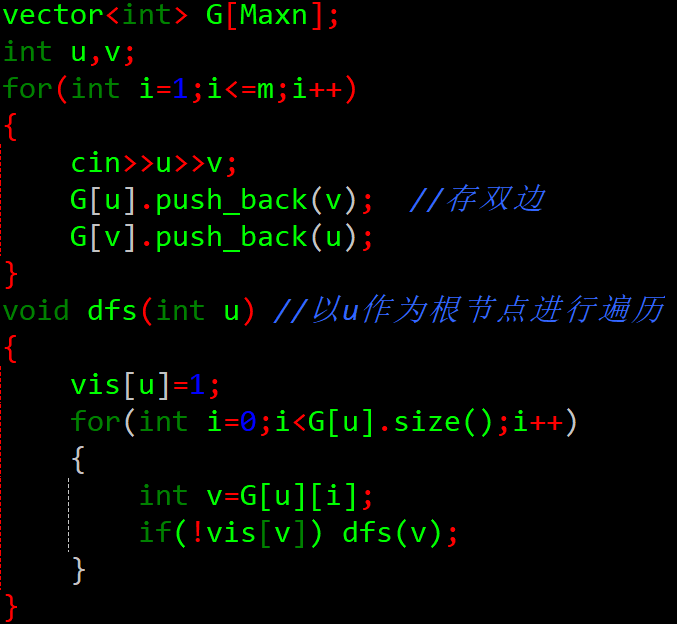 vector<int> G[Maxn];
int u,v;
for(int i=1;i<=m;i++)
{
    cin>>u>>v;
    G[u].push_back(v);  //存双边
    G[v].push_back(u);
}
void dfs(int u) //以u作为根节点进行遍历
{
    vis[u]=1;
    for(int i=0;i<G[u].size();i++)
    {
        int v=G[u][i];
        if(!vis[v]) dfs(v);
    }
}